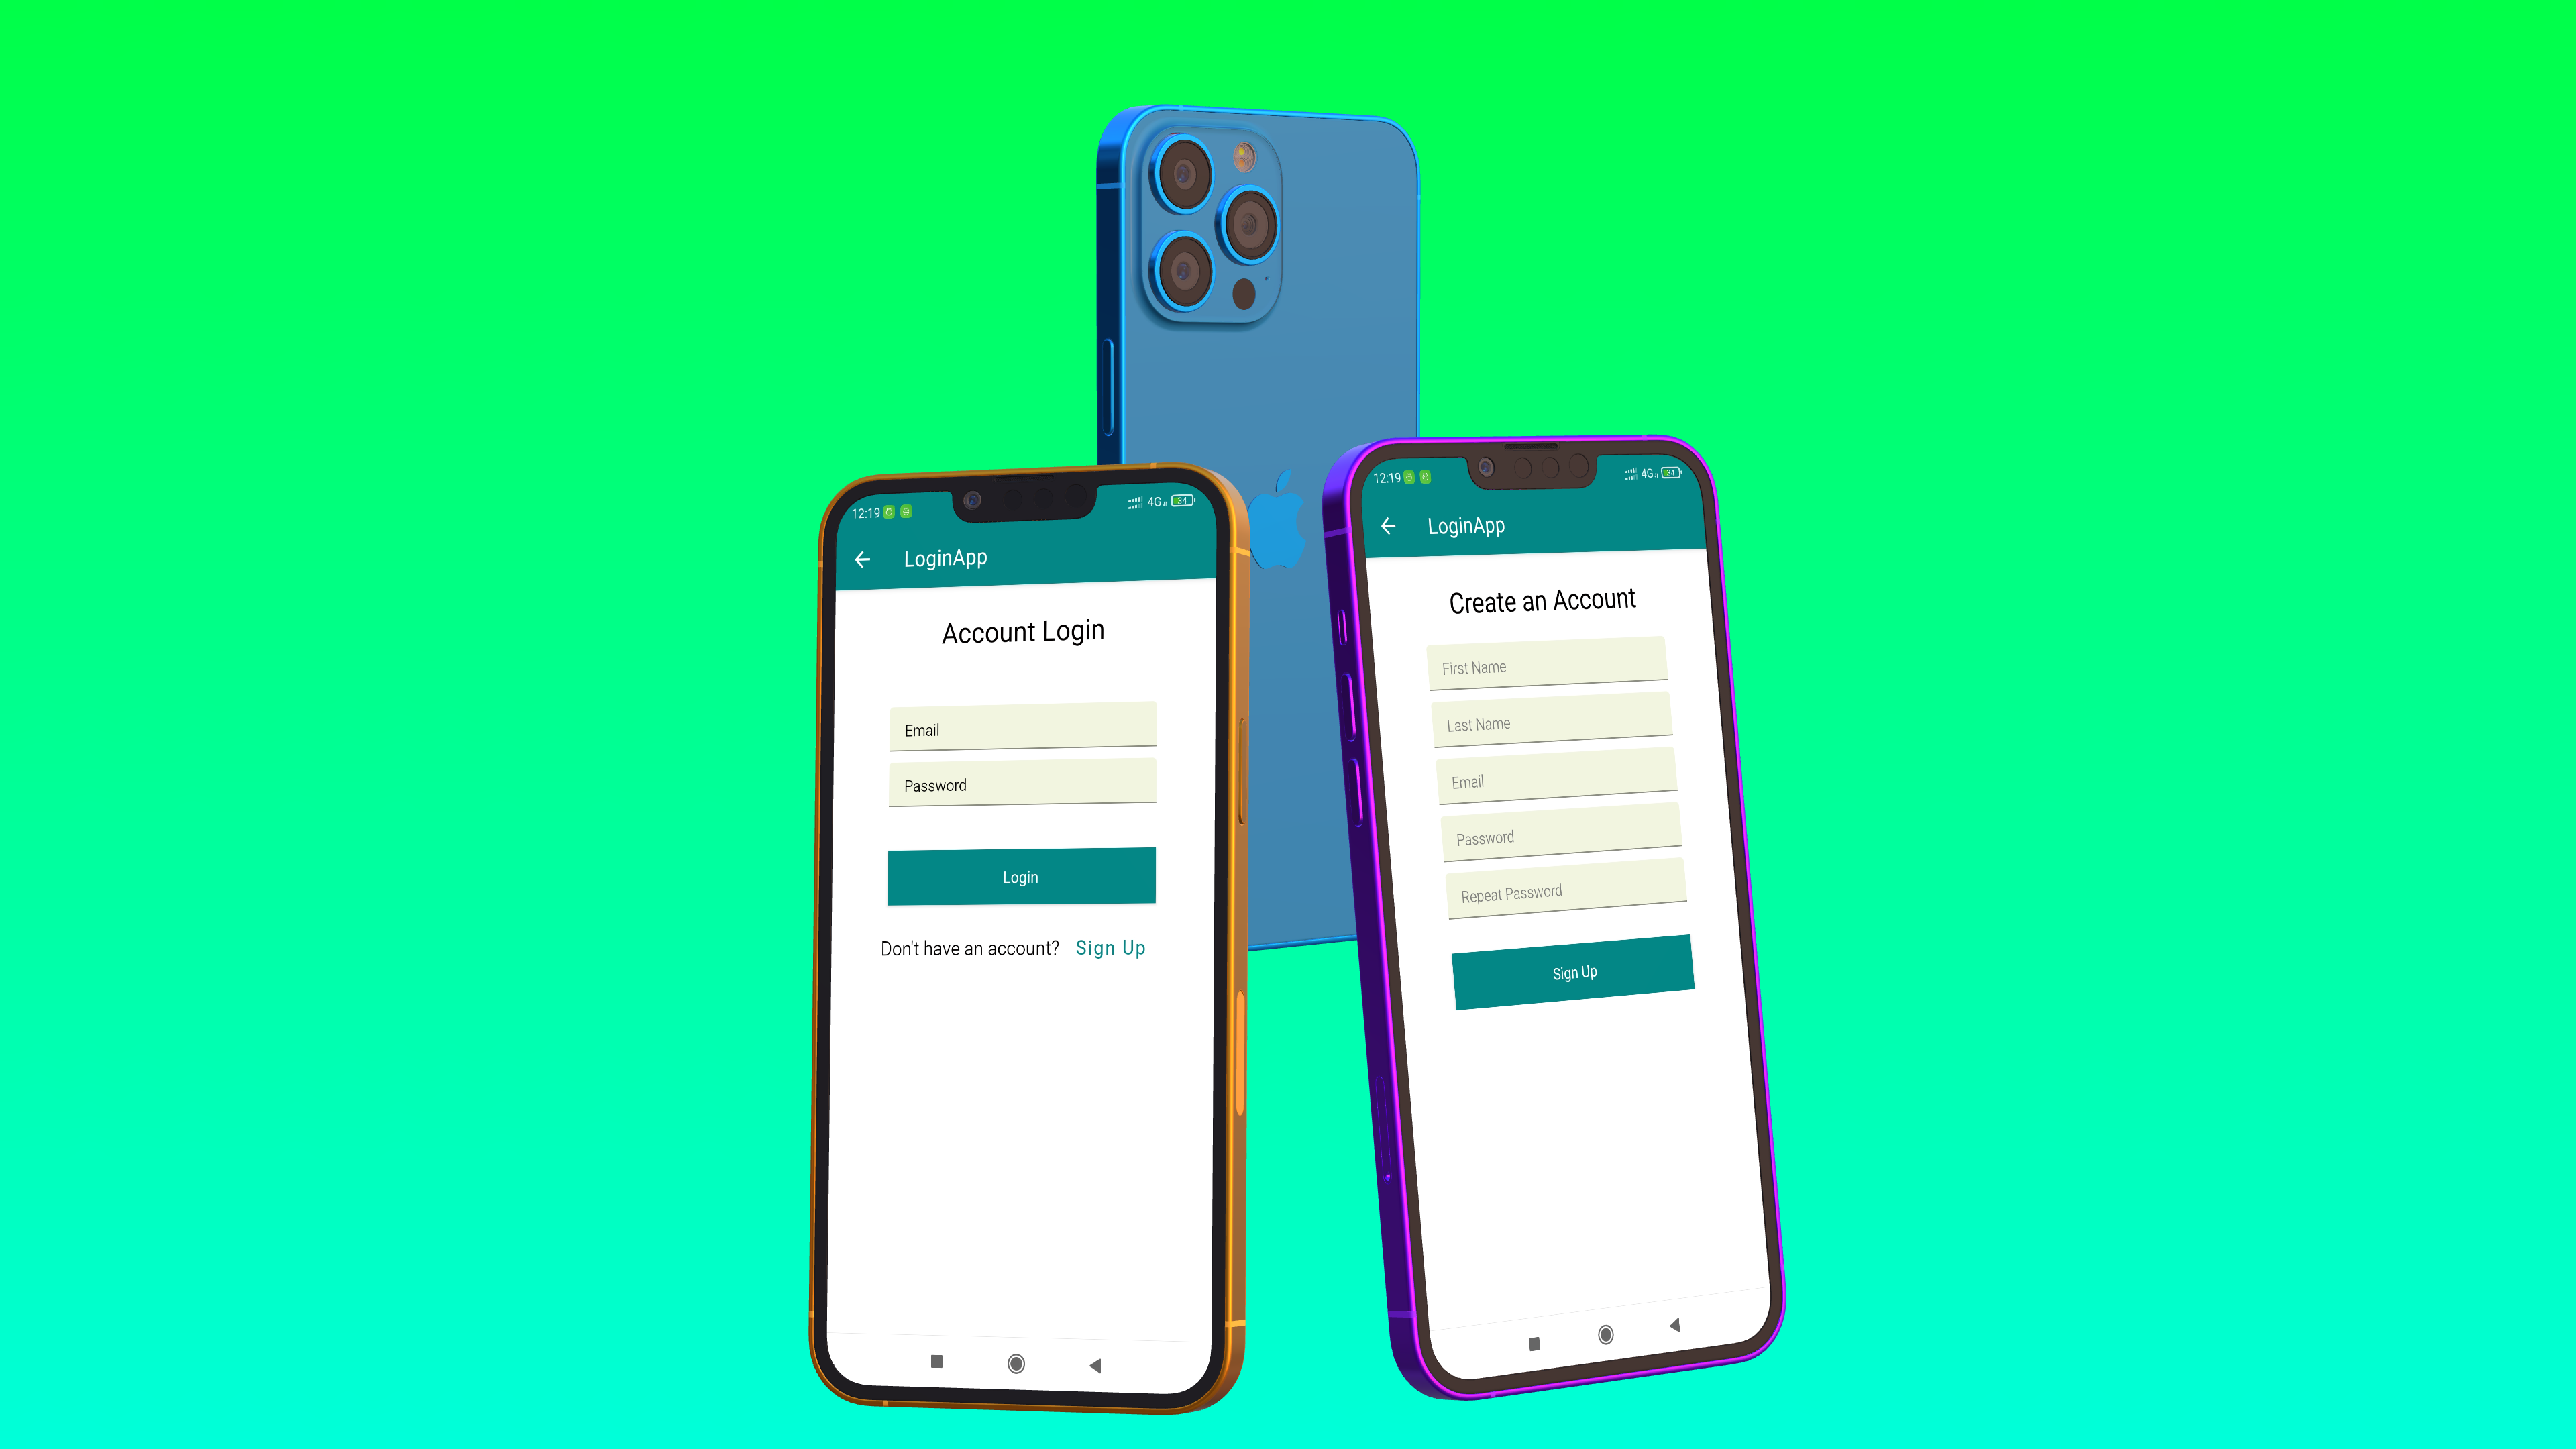 12:19 4G 34
LoginApp
Account Login
Email
Password
Login
Don't have an account? Sign Up
12:19 4G 34
LoginApp
Create an Account
First Name
Last Name
Email
Password
Repeat Password
Sign Up